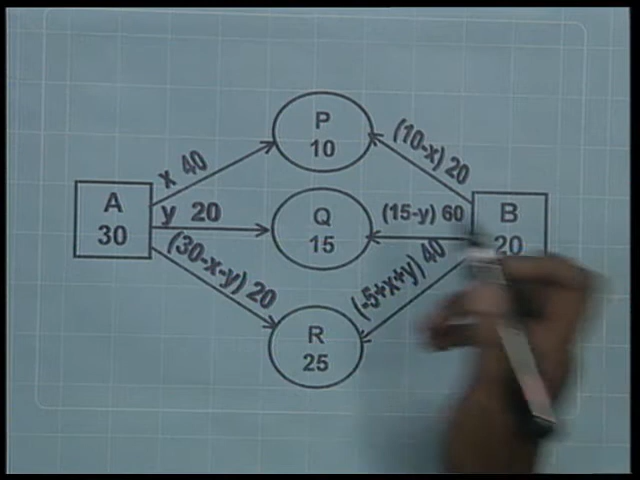 P
10
x 40
(10-x) 20
A
30
y 20
Q
15
(15-y) 60
B
20
(30-x-y) 20
(-5+x+y) 40
R
25